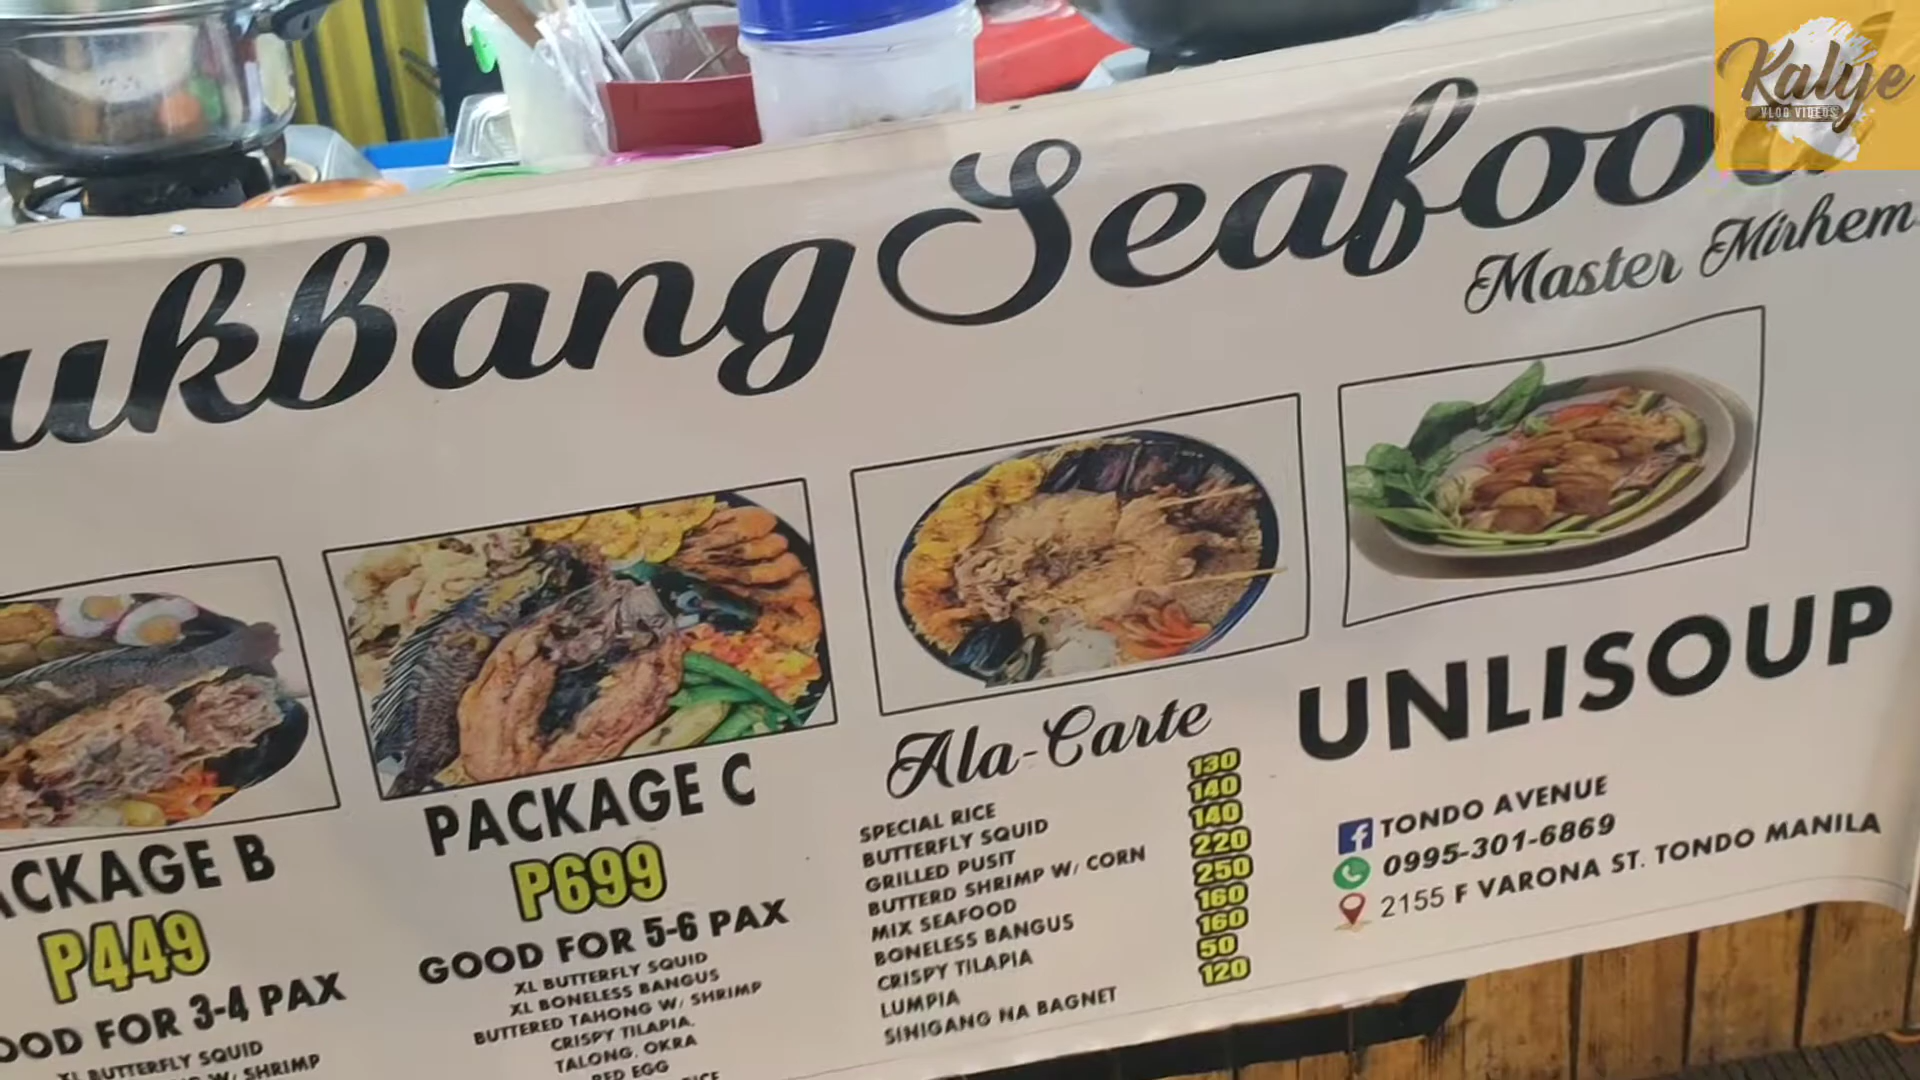 Kalye
VLOG VIDEOS
ukbang Seafood
Master Mirhem
ACKAGE B
P449
OOD FOR 3-4 PAX
XL BUTTERFLY SQUID
W/ SHRIMP
PACKAGE C
P699
GOOD FOR 5-6 PAX
XL BUTTERFLY SQUID
XL BONELESS BANGUS
BUTTERED TAHONG W/ SHRIMP
CRISPY TILAPIA.
TALONG, OKRA
RED EGG
Ala-Carte
SPECIAL RICE 130
BUTTERFLY SQUID 140
GRILLED PUSIT 140
BUTTERD SHRIMP W/ CORN 220
MIX SEAFOOD 250
BONELESS BANGUS 160
CRISPY TILAPIA 160
LUMPIA 50
SINIGANG NA BAGNET 120
UNLISOUP
TONDO AVENUE
0995-301-6869
2155 F VARONA ST. TONDO MANILA